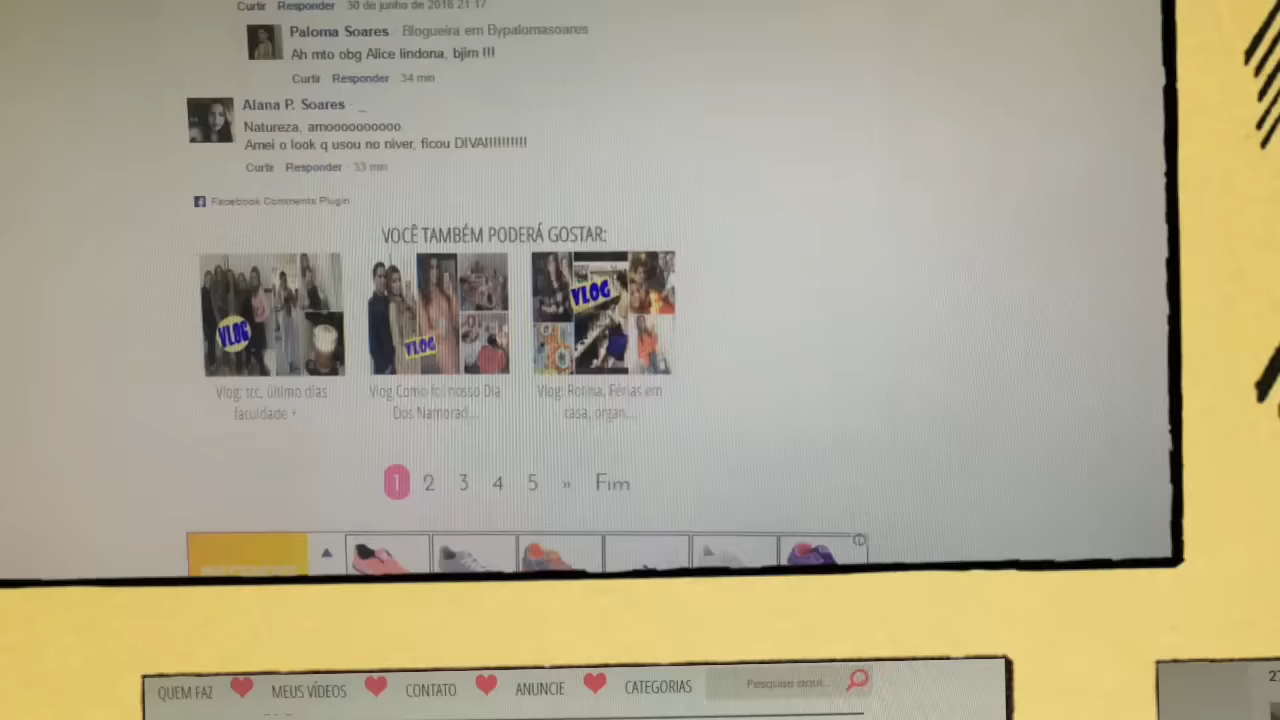 Curtir Responder 30 de junho de 2016 21:17
Paloma Soares · Blogueira em Bypalomasoares
Ah mto obg Alice lindona, bjim !!!
Curtir Responder 34 min
Alana P. Soares · _
Natureza, amoooooooooo.
Amei o look q usou no niver, ficou DIVA!!!!!!!!!!
Curtir Responder 33 min
Facebook Comments Plugin
VOCÊ TAMBÉM PODERÁ GOSTAR:
VLOG
VLOG
VLOG
Vlog: tcc, último dias
faculdade + ...
Vlog Como foi nosso Dia
Dos Namorad...
Vlog: Rotina, Férias em
casa, organ...
1 2 3 4 5 » Fim
QUEM FAZ MEUS VÍDEOS CONTATO ANUNCIE CATEGORIAS Pesquise aqui...